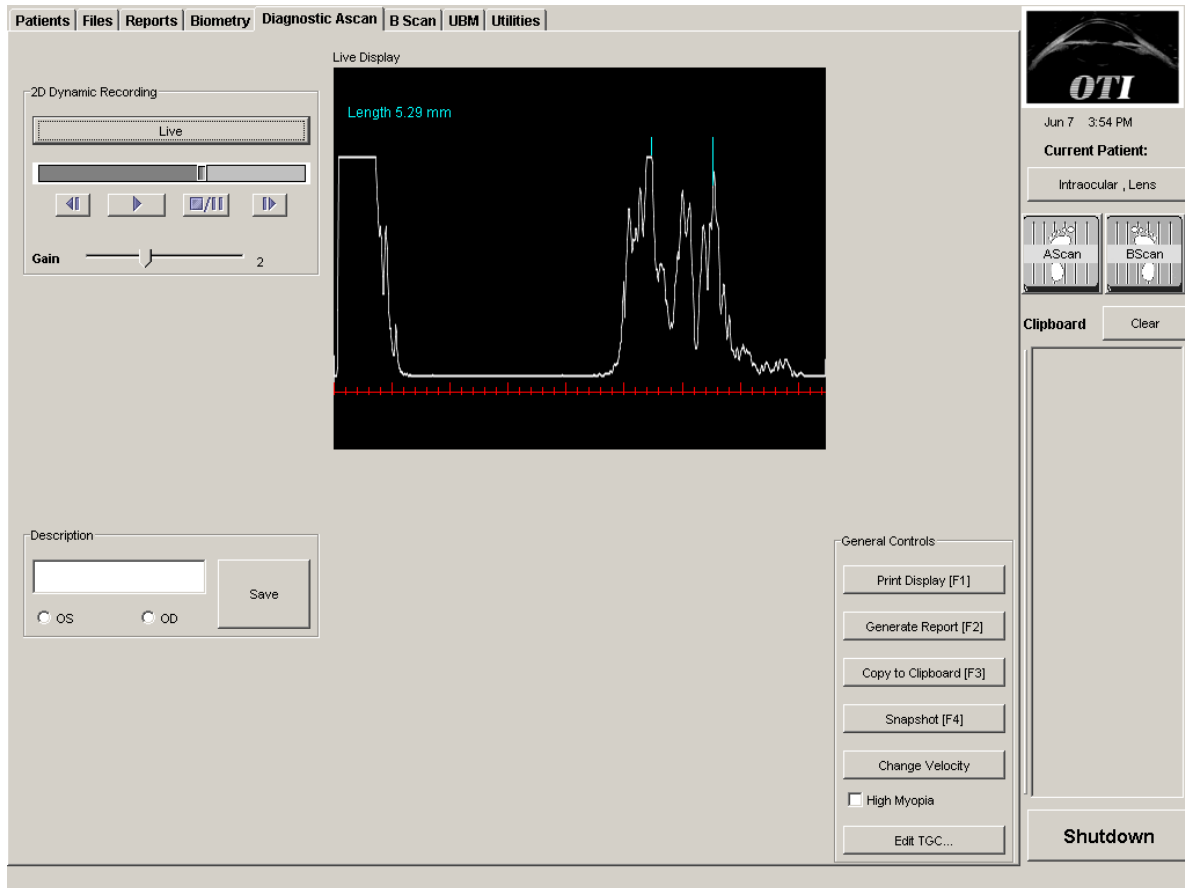 Patients Files Reports Biometry Diagnostic Ascan B Scan UBM Utilities
Live Display
2D Dynamic Recording
Live
Gain 2
Length 5.29 mm
Description
Save
OS OD
General Controls
Print Display [F1]
Generate Report [F2]
Copy to Clipboard [F3]
Snapshot [F4]
Change Velocity
High Myopia
Edit TGC...
OTI
Jun 7 3:54 PM
Current Patient:
Intraocular , Lens
AScan BScan
Clipboard Clear
Shutdown